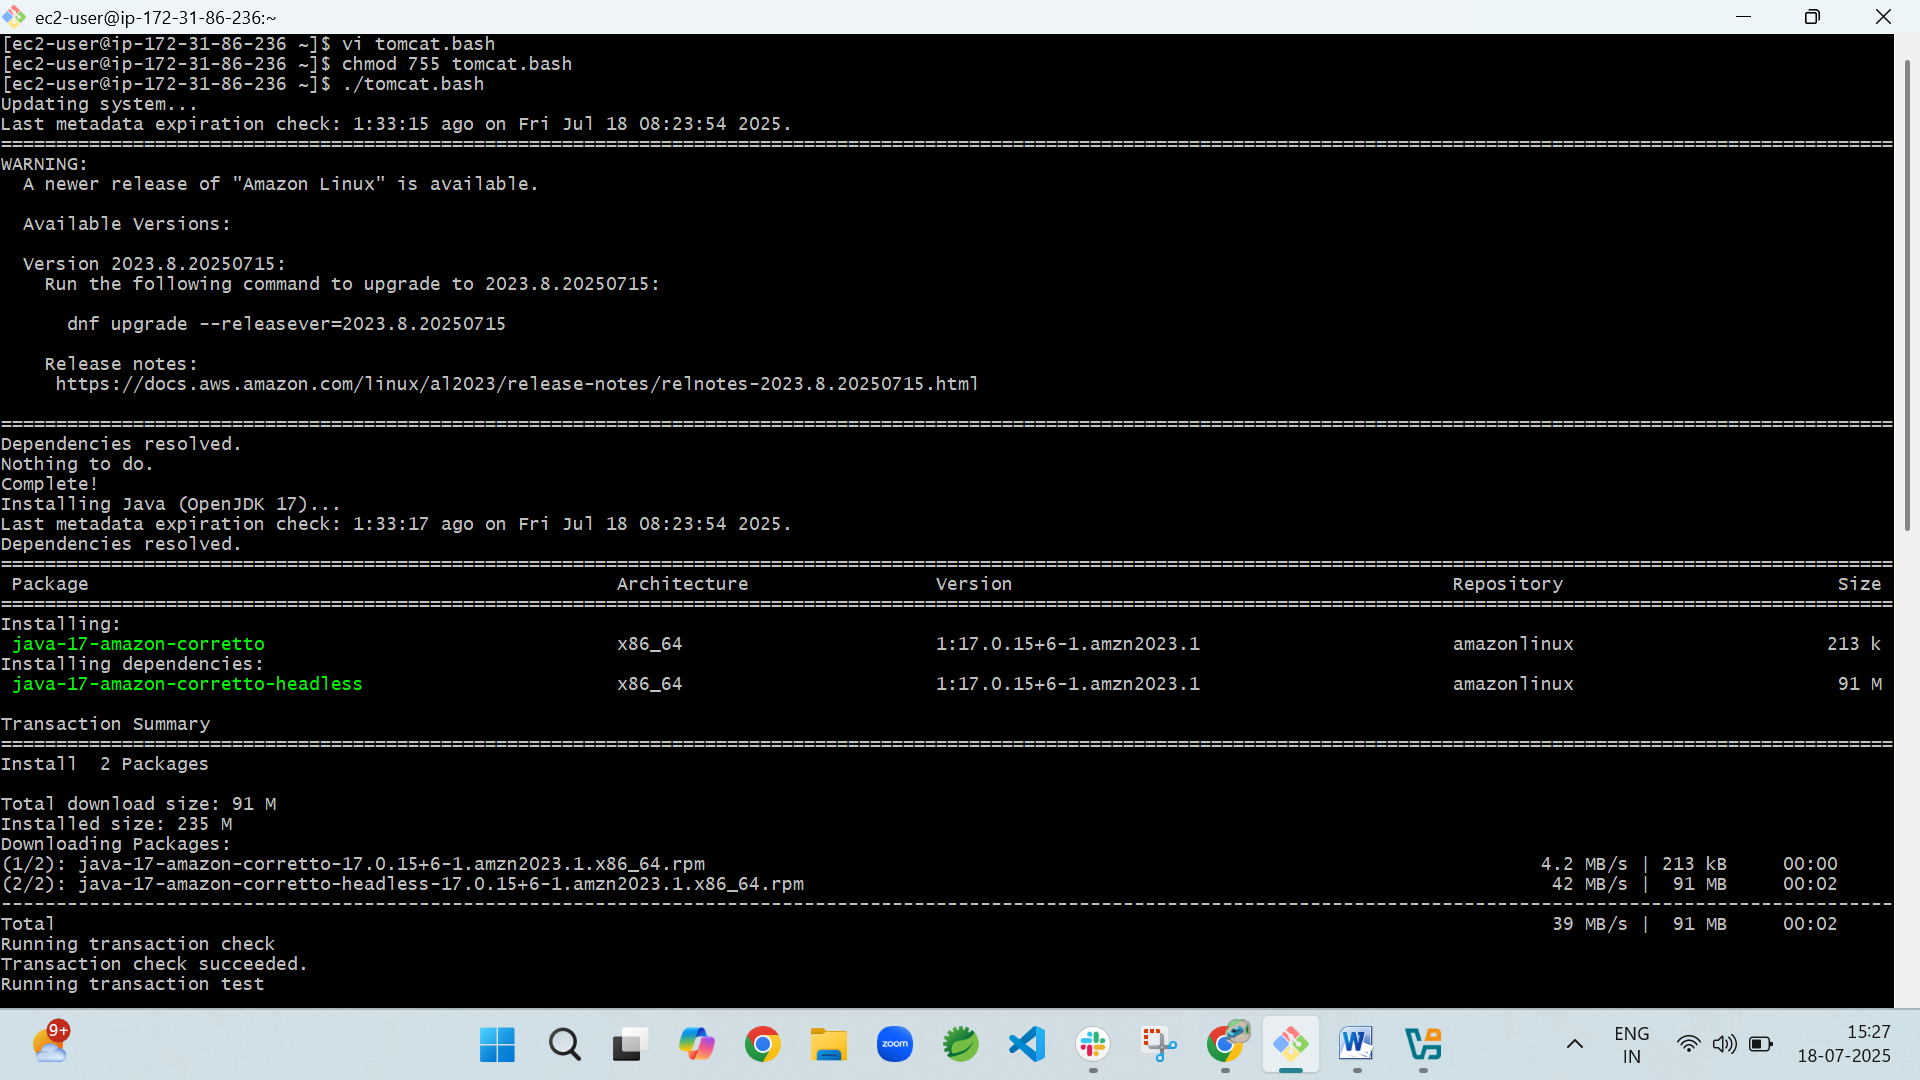 ec2-user@ip-172-31-86-236:~
[ec2-user@ip-172-31-86-236 ~]$ vi tomcat.bash
[ec2-user@ip-172-31-86-236 ~]$ chmod 755 tomcat.bash
[ec2-user@ip-172-31-86-236 ~]$ ./tomcat.bash
Updating system...
Last metadata expiration check: 1:33:15 ago on Fri Jul 18 08:23:54 2025.
WARNING:
A newer release of "Amazon Linux" is available.
Available Versions:
Version 2023.8.20250715:
Run the following command to upgrade to 2023.8.20250715:
dnf upgrade --releasever=2023.8.20250715
Release notes:
https://docs.aws.amazon.com/linux/al2023/release-notes/relnotes-2023.8.20250715.html
Dependencies resolved.
Nothing to do.
Complete!
Installing Java (OpenJDK 17)...
Last metadata expiration check: 1:33:17 ago on Fri Jul 18 08:23:54 2025.
Dependencies resolved.
Package Architecture Version Repository Size
Installing:
java-17-amazon-corretto x86_64 1:17.0.15+6-1.amzn2023.1 amazonlinux 213 k
Installing dependencies:
java-17-amazon-corretto-headless x86_64 1:17.0.15+6-1.amzn2023.1 amazonlinux 91 M
Transaction Summary
Install 2 Packages
Total download size: 91 M
Installed size: 235 M
Downloading Packages:
(1/2): java-17-amazon-corretto-17.0.15+6-1.amzn2023.1.x86_64.rpm 4.2 MB/s | 213 kB 00:00
(2/2): java-17-amazon-corretto-headless-17.0.15+6-1.amzn2023.1.x86_64.rpm 42 MB/s | 91 MB 00:02
Total 39 MB/s | 91 MB 00:02
Running transaction check
Transaction check succeeded.
Running transaction test
9+
zoom
W
ENG
IN
15:27
18-07-2025